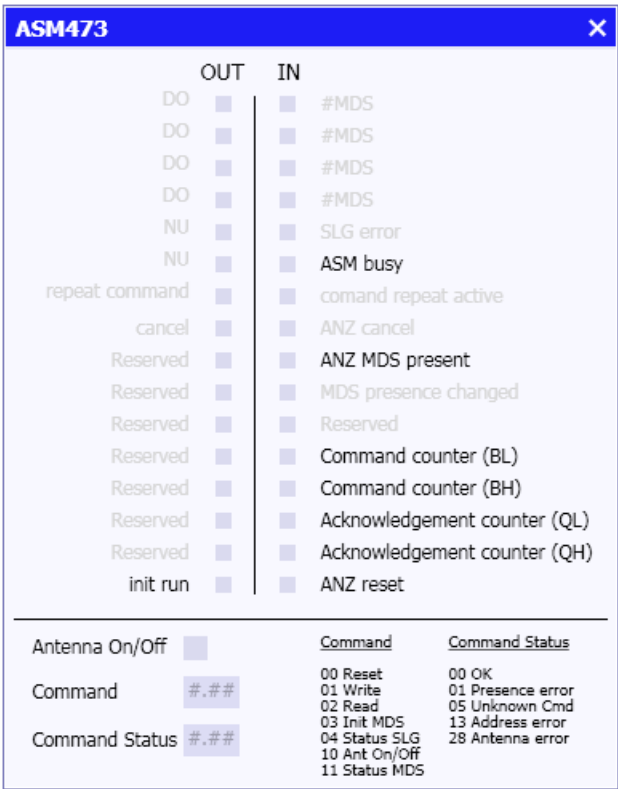 ASM473 ×
OUT IN
DO #MDS
DO #MDS
DO #MDS
DO #MDS
NU SLG error
NU ASM busy
repeat command comand repeat active
cancel ANZ cancel
Reserved ANZ MDS present
Reserved MDS presence changed
Reserved Reserved
Reserved Command counter (BL)
Reserved Command counter (BH)
Reserved Acknowledgement counter (QL)
Reserved Acknowledgement counter (QH)
init run ANZ reset
Antenna On/Off
Command #.##
Command Status #.##
Command
00 Reset
01 Write
02 Read
03 Init MDS
04 Status SLG
10 Ant On/Off
11 Status MDS
Command Status
00 OK
01 Presence error
05 Unknown Cmd
13 Address error
28 Antenna error